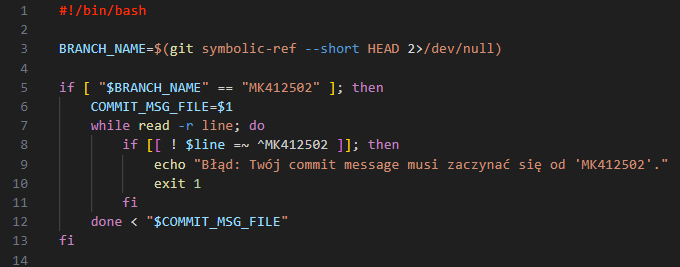 1 #!/bin/bash
2
3 BRANCH_NAME=$(git symbolic-ref --short HEAD 2>/dev/null)
4
5 if [ "$BRANCH_NAME" == "MK412502" ]; then
6     COMMIT_MSG_FILE=$1
7     while read -r line; do
8         if [[ ! $line =~ ^MK412502 ]]; then
9             echo "Błąd: Twój commit message musi zaczynać się od 'MK412502'."
10             exit 1
11         fi
12     done < "$COMMIT_MSG_FILE"
13 fi
14